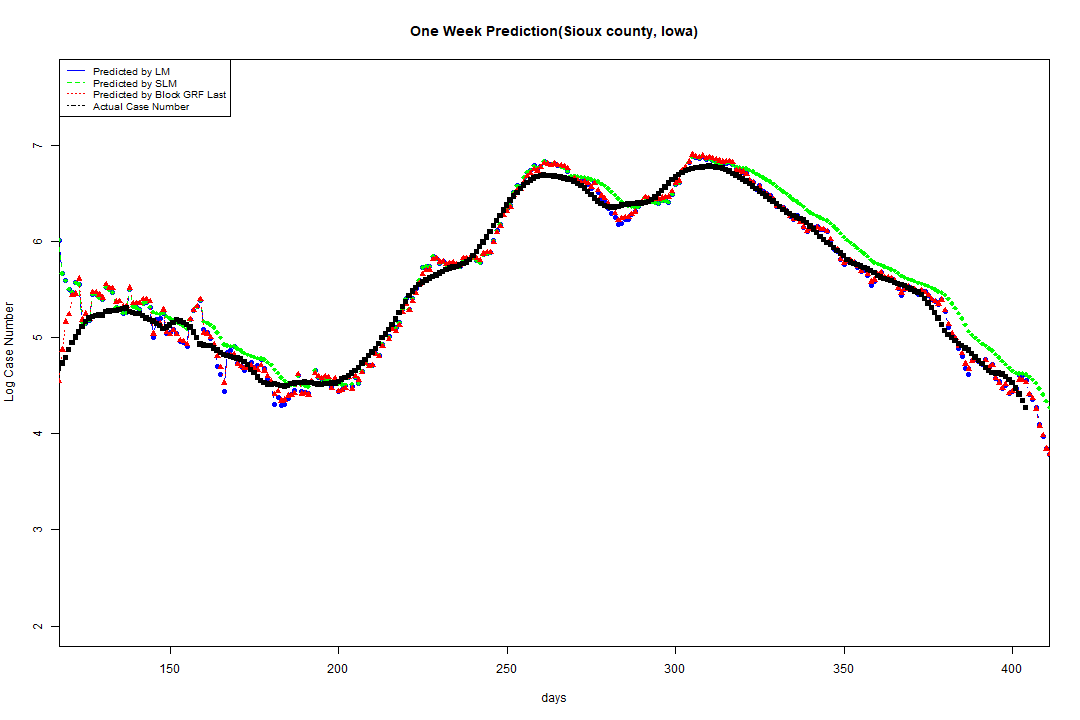 One Week Prediction(Sioux county, Iowa)
Predicted by LM
Predicted by SLM
Predicted by Block GRF Last
Actual Case Number
Log Case Number
7
6
5
4
3
2
150 200 250 300 350 400
days